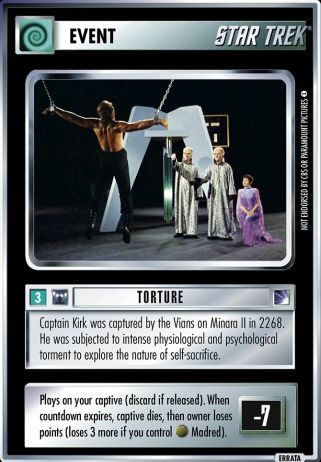 EVENT
STAR TREK®
NOT ENDORSED BY CBS OR PARAMOUNT PICTURES
3
TORTURE
Captain Kirk was captured by the Vians on Minara II in 2268.
He was subjected to intense physiological and psychological
torment to explore the nature of self-sacrifice.
Plays on your captive (discard if released). When
countdown expires, captive dies, then owner loses
points (loses 3 more if you control Madred).
-7
ERRATA